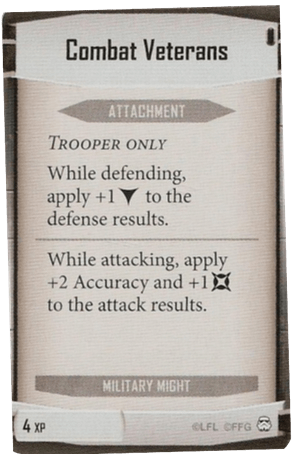 Combat Veterans
ATTACHMENT
TROOPER ONLY
While defending,
apply +1 to the
defense results.
While attacking, apply
+2 Accuracy and +1
to the attack results.
MILITARY MIGHT
4 XP
©LFL ©FFG